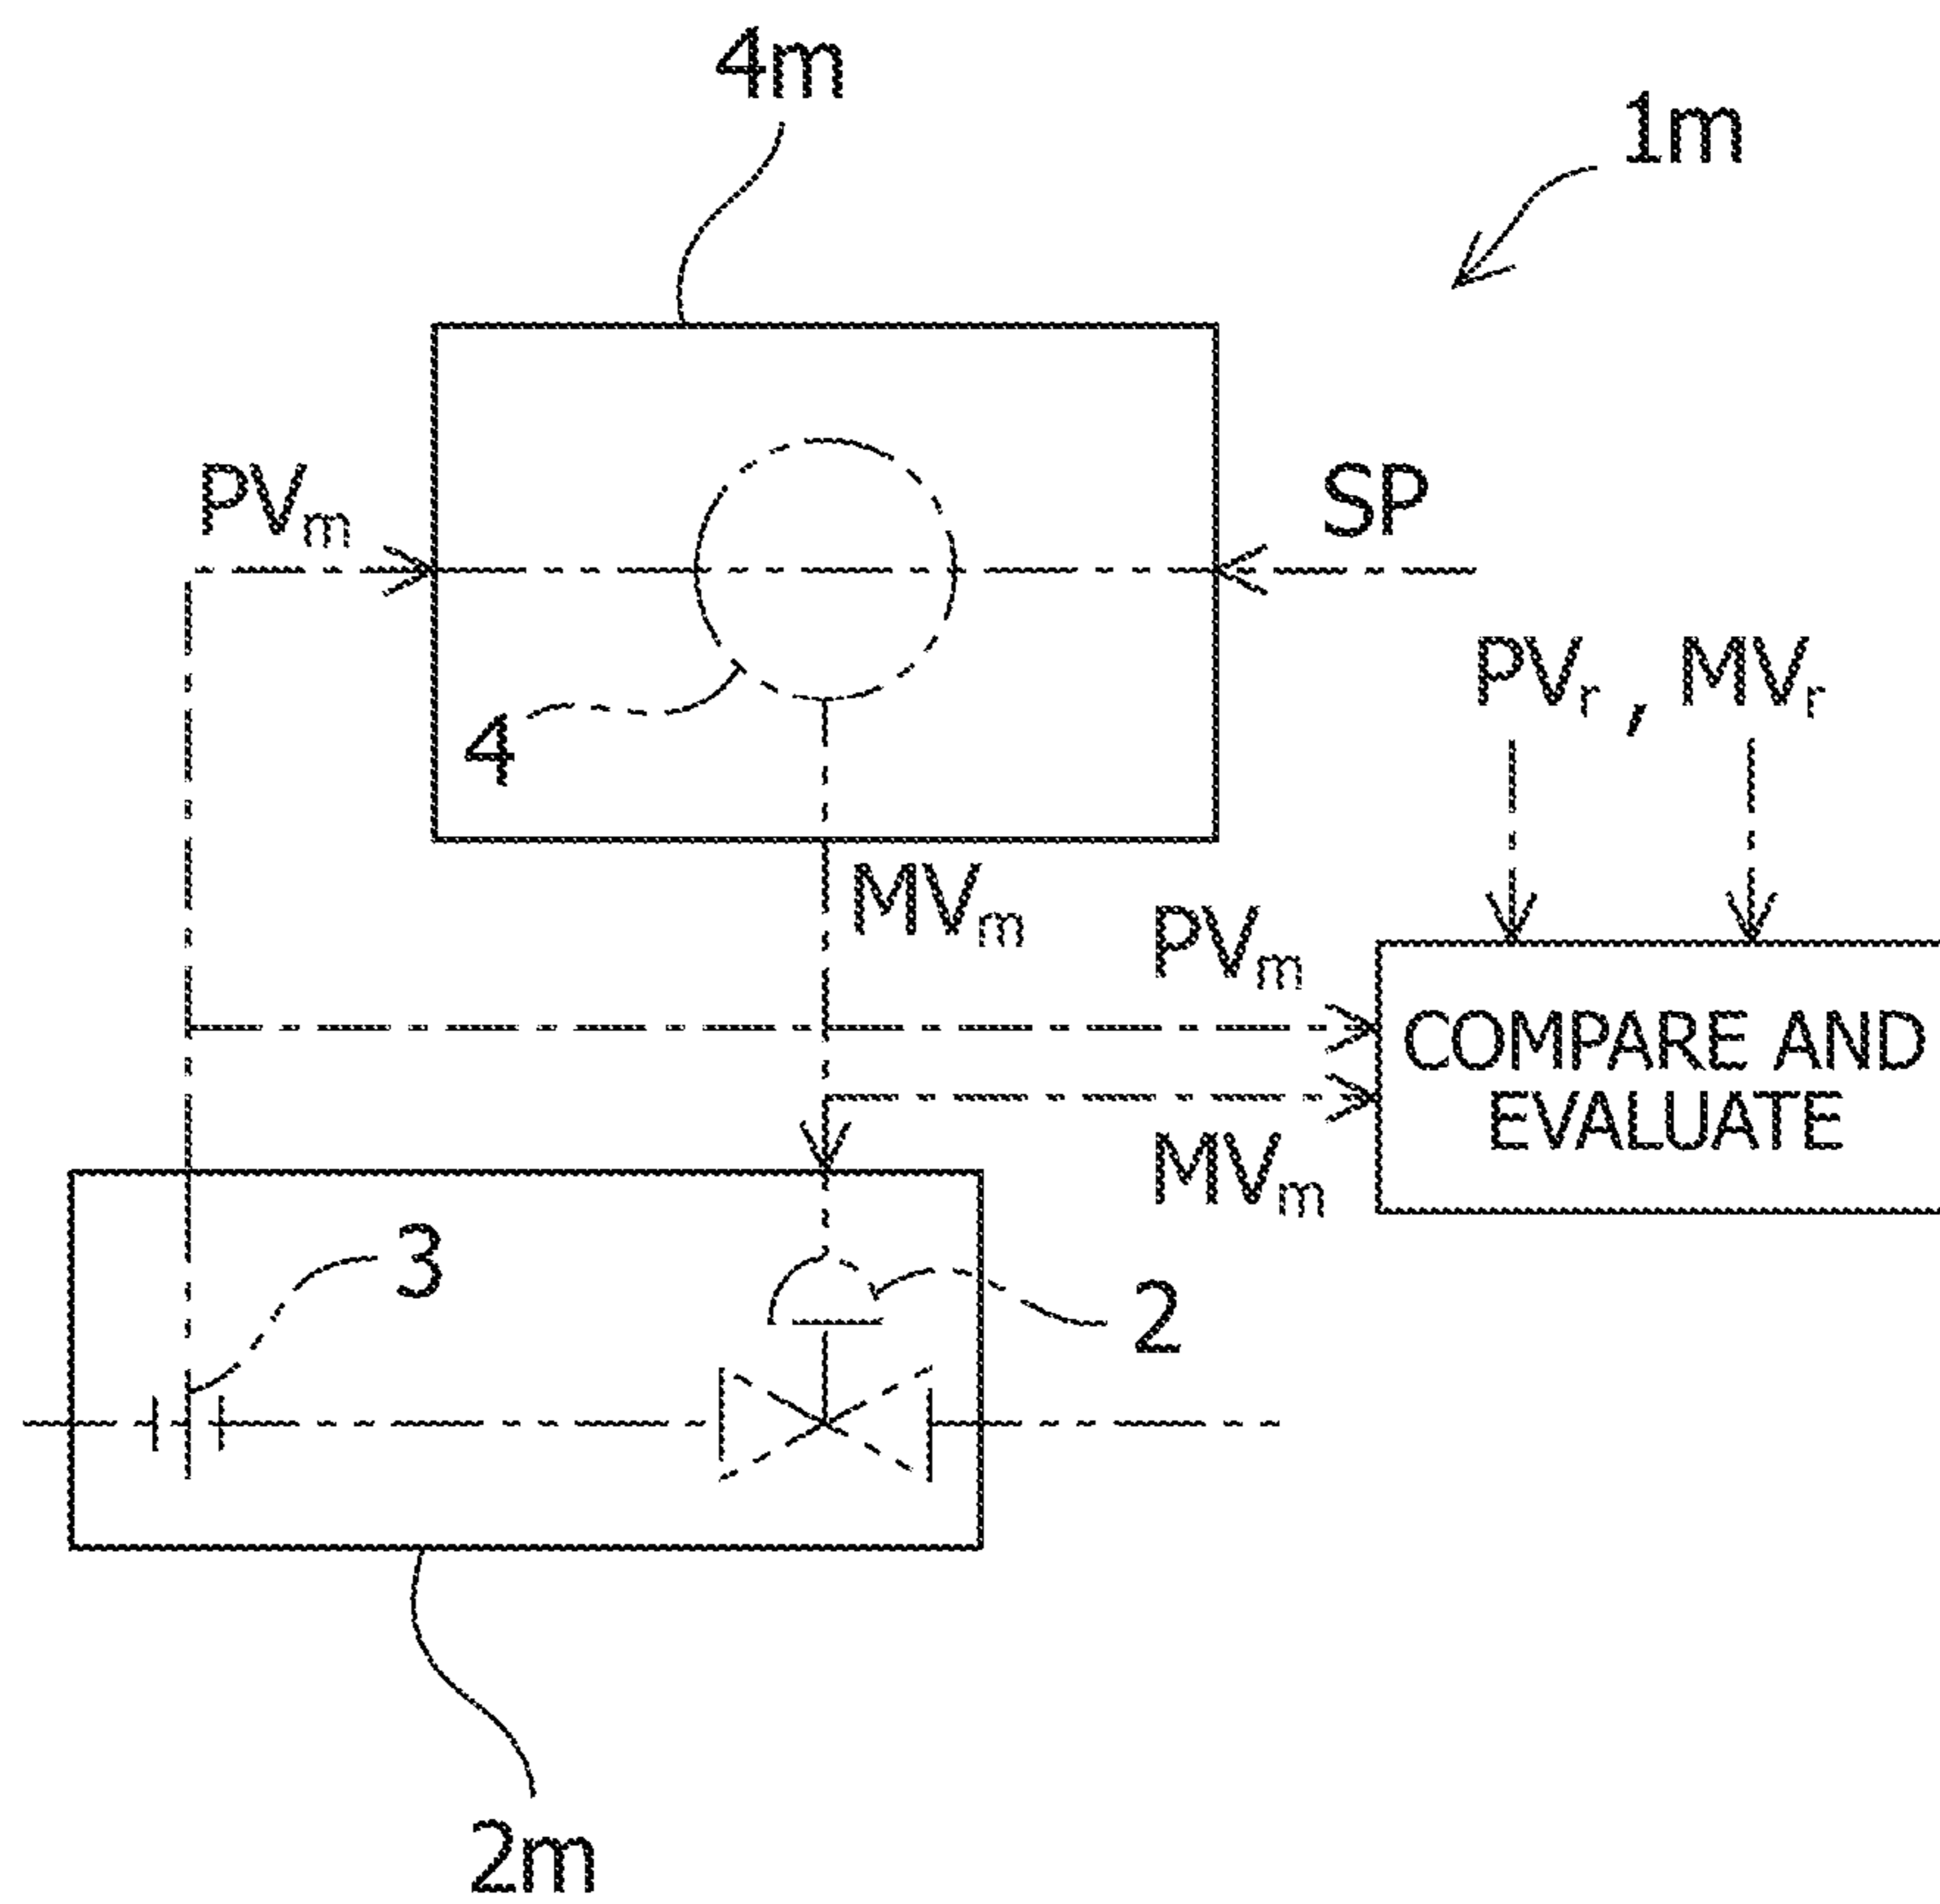 4m
1m
PVm
SP
4
PVr , MVr
MVm
PVm
COMPARE AND
EVALUATE
MVm
3
2
2m